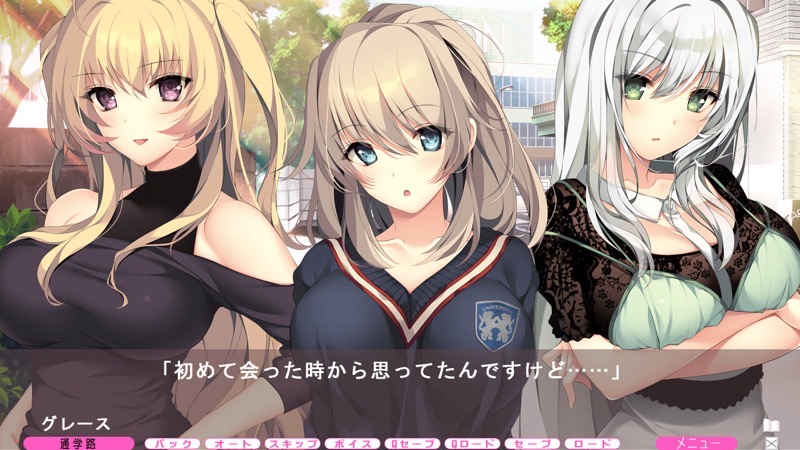 UNIVERSO
「初めて会った時から思ってたんですけど……」
グレース
通学路 バック オート スキップ ボイス Qセーブ Qロード セーブ ロード メニュー